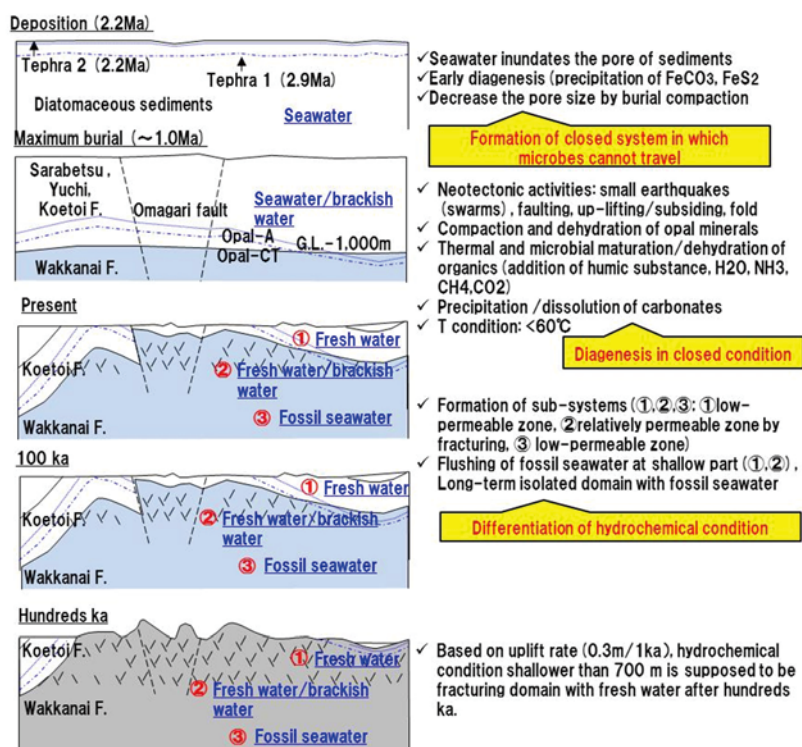 Deposition (2.2Ma)
Tephra 2 (2.2Ma)
Tephra 1 (2.9Ma)
Diatomaceous sediments
Seawater
✓Seawater inundates the pore of sediments
✓Early diagenesis (precipitation of FeCO3, FeS2
✓Decrease the pore size by burial compaction
Formation of closed system in which
microbes cannot travel
Maximum burial (~1.0Ma)
Sarabetsu,
Yuchi,
Koetoi F.
Omagari fault
Seawater/brackish
water
Opal-A
Opal-CT
G.L.-1,000m
Wakkanai F.
✓ Neotectonic activities: small earthquakes
(swarms), faulting, up-lifting/subsiding, fold
✓ Compaction and dehydration of opal minerals
✓ Thermal and microbial maturation/dehydration of
organics (addition of humic substance, H2O, NH3,
CH4,CO2)
✓ Precipitation /dissolution of carbonates
✓ T condition: <60℃
Diagenesis in closed condition
Present
① Fresh water
Koetoi F.
② Fresh water/brackish
water
③ Fossil seawater
Wakkanai F.
✓ Formation of sub-systems (①,②,③: ①low-
permeable zone, ②relatively permeable zone by
fracturing, ③ low-permeable zone)
✓ Flushing of fossil seawater at shallow part (①,②),
Long-term isolated domain with fossil seawater
Differentiation of hydrochemical condition
100 ka
① Fresh water
Koetoi F.
② Fresh water/brackish
water
③ Fossil seawater
Wakkanai F.
Hundreds ka
Koetoi F.
① Fresh water
② Fresh water/brackish
water
Wakkanai F.
③ Fossil seawater
✓ Based on uplift rate (0.3m/1ka), hydrochemical
condition shallower than 700 m is supposed to be
fracturing domain with fresh water after hundreds
ka.